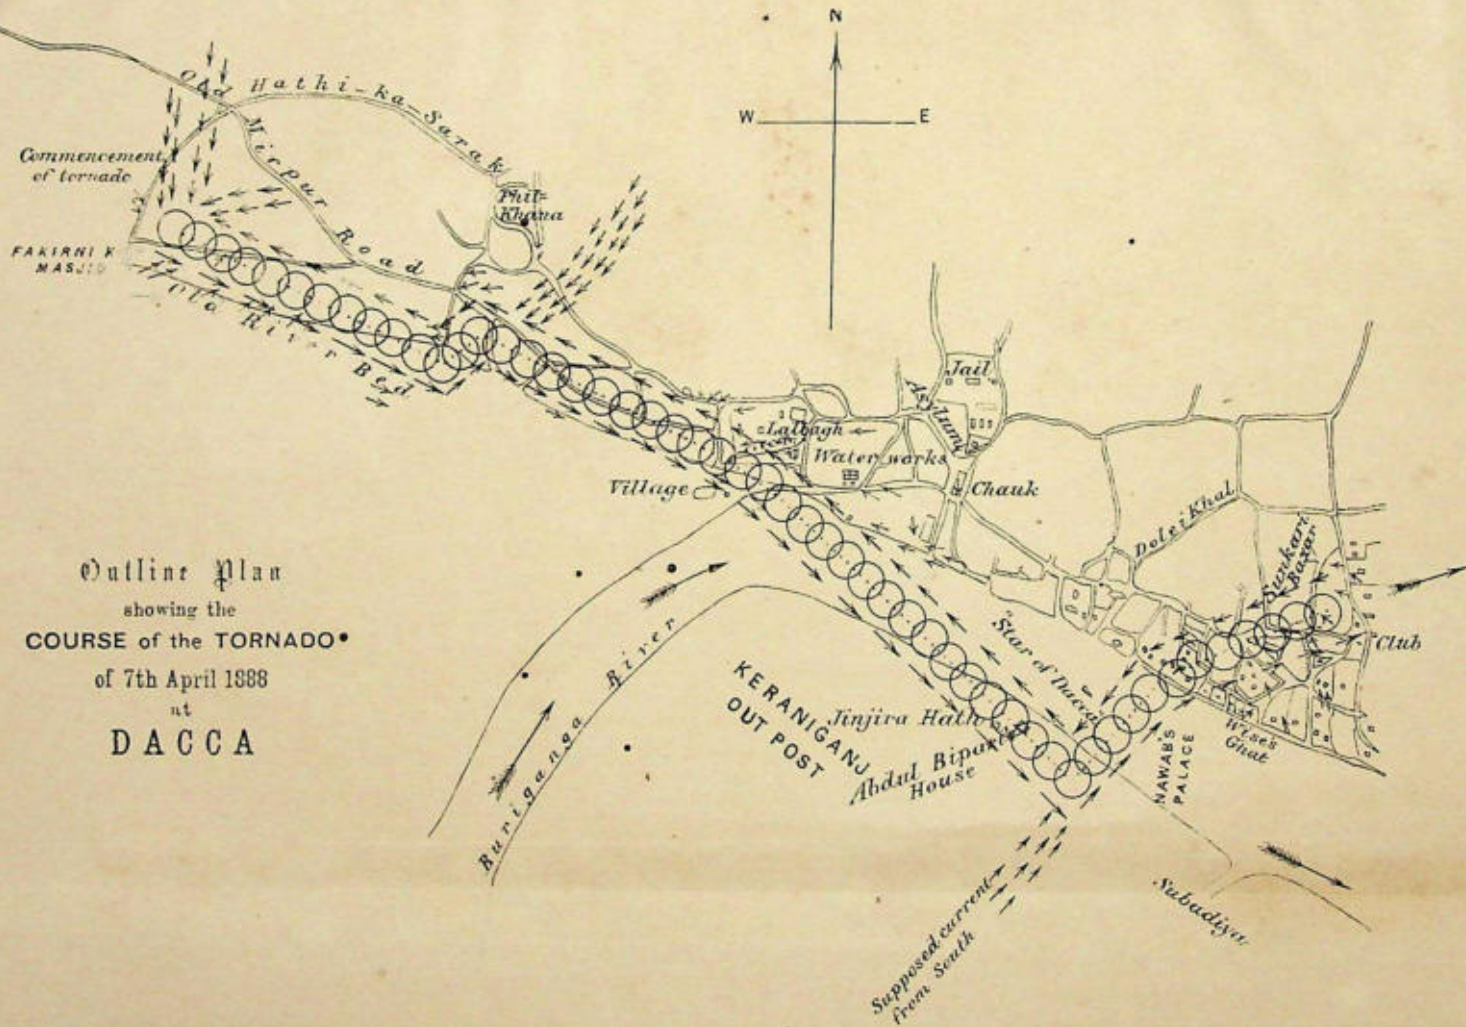 N
W E
Old
Hathi-ka-Sarak
Mirpur Road
Commencement
of tornado
Phil-
Khana
FAKIRNI K
MASJID
Old River Bed
Jail
Asylum
Lalbagh
Water works
Village
Chauk
Dolei Khal
Sunkari
Bazar
Club
Outline Plan
showing the
COURSE of the TORNADO
of 7th April 1888
at
DACCA
Buriganga River
"Star of Dacca"
KERANIGANJ
OUT POST
Jinjira Hath
Abdul Bipari's
House
NAWAB'S
PALACE
Wise's
Ghat
Subadiya
Supposed current
from South